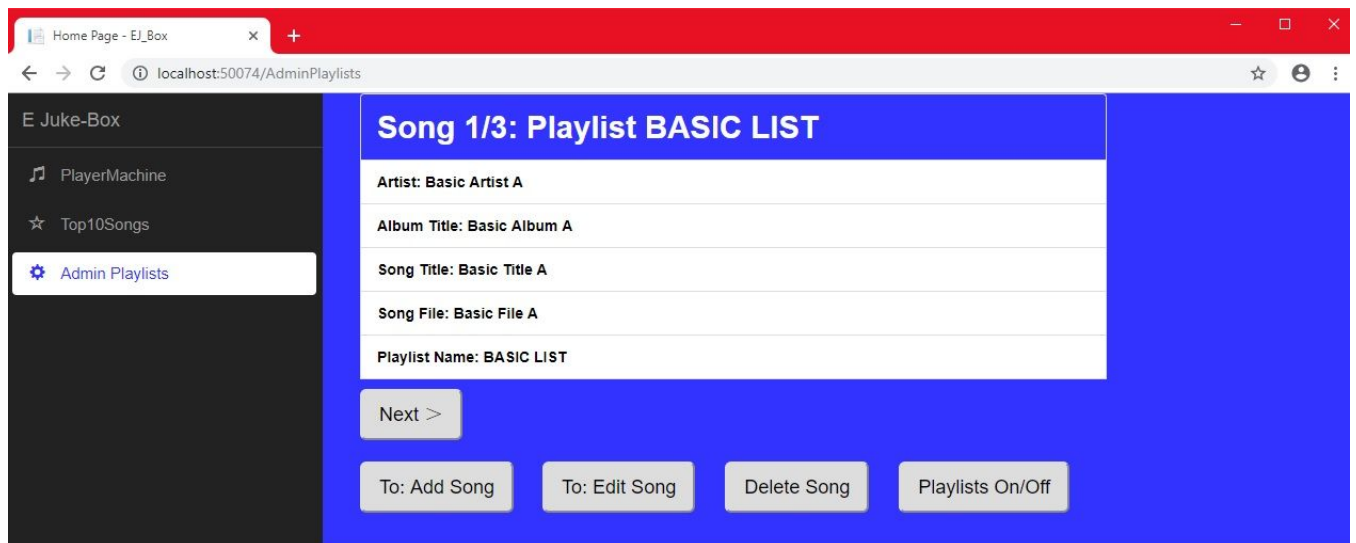 Home Page - EJ_Box
localhost:50074/AdminPlaylists
E Juke-Box
PlayerMachine
Top10Songs
Admin Playlists
Song 1/3: Playlist BASIC LIST
Artist: Basic Artist A
Album Title: Basic Album A
Song Title: Basic Title A
Song File: Basic File A
Playlist Name: BASIC LIST
Next >
To: Add Song To: Edit Song Delete Song Playlists On/Off